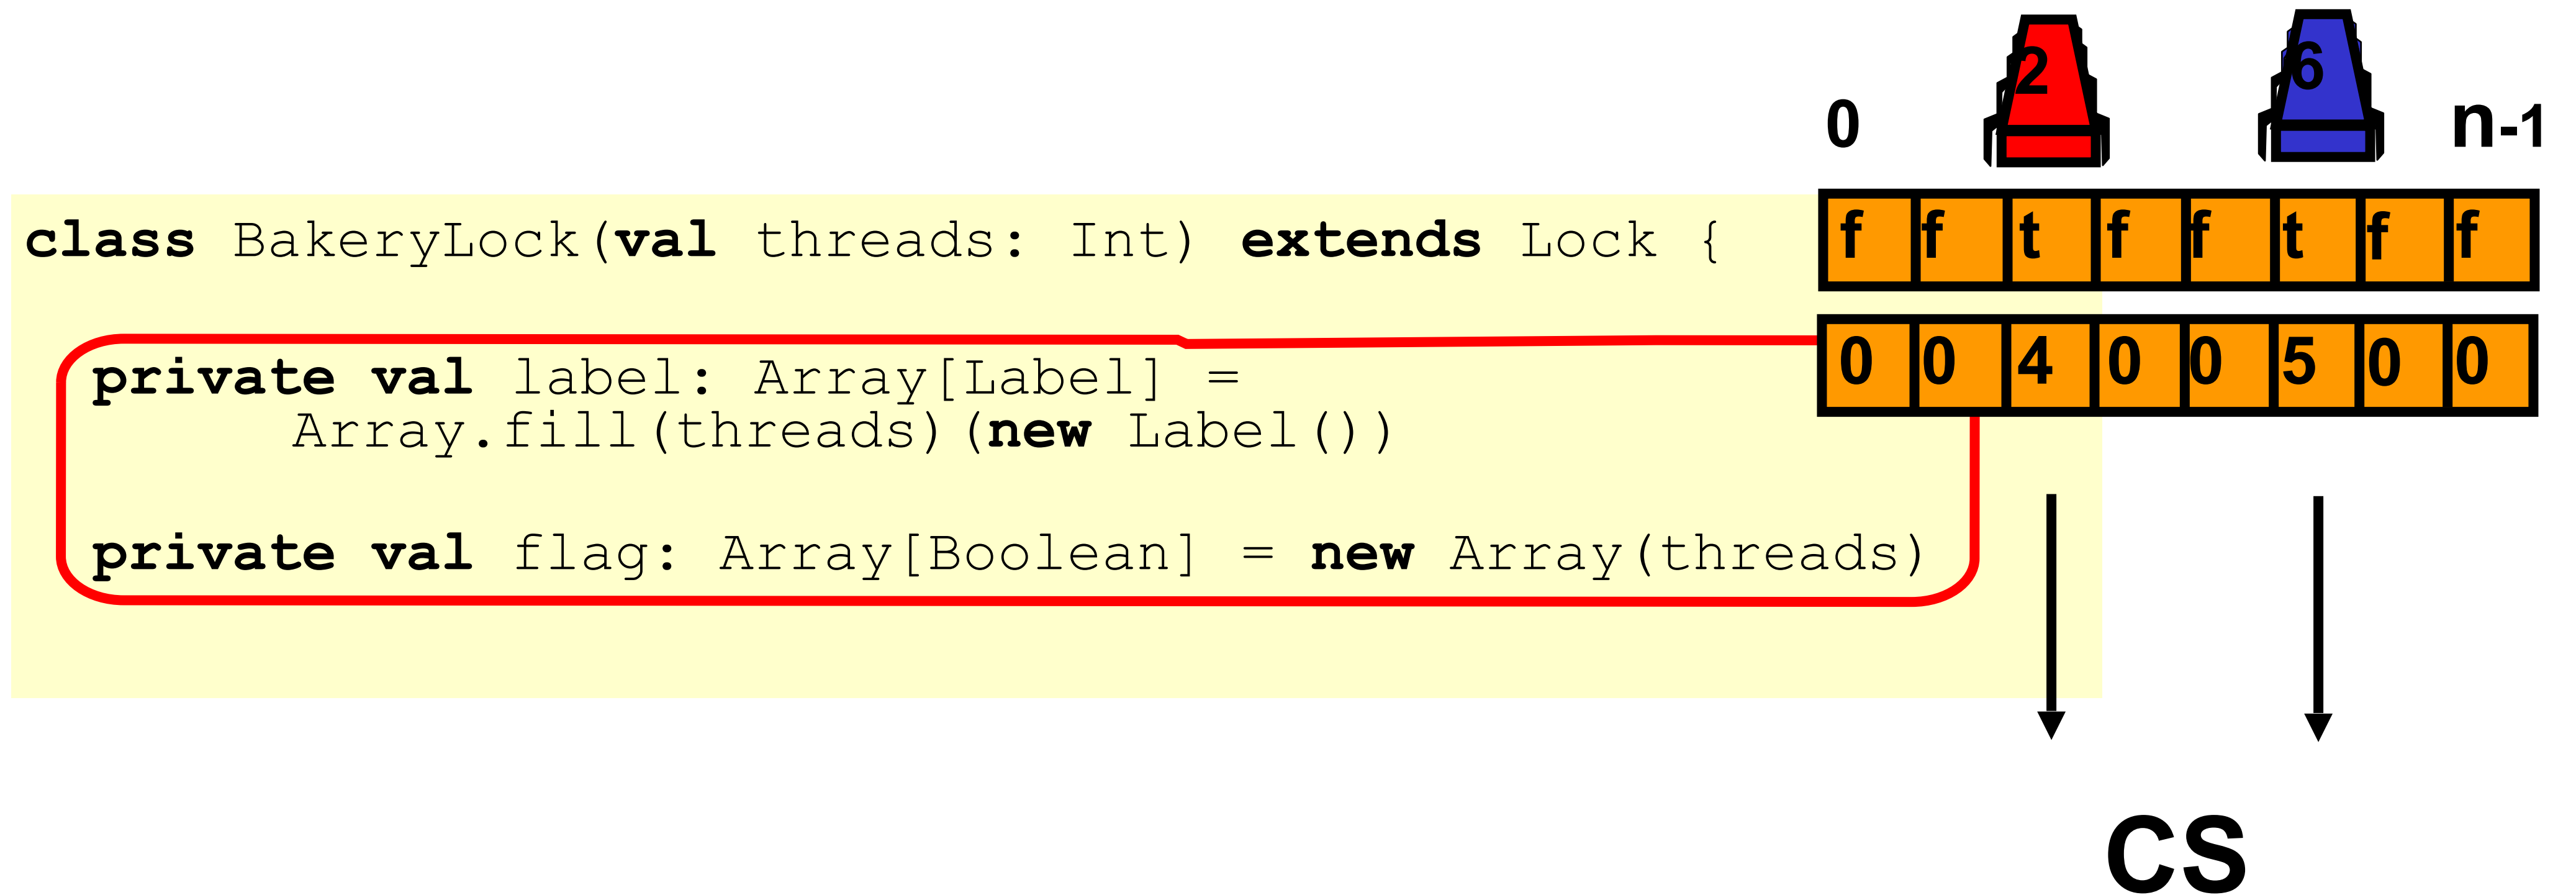 2 6
0 n-1
class BakeryLock(val threads: Int) extends Lock {
f f t f f t f f
0 0 4 0 0 5 0 0
private val label: Array[Label] =
Array.fill(threads)(new Label())
private val flag: Array[Boolean] = new Array(threads)
CS